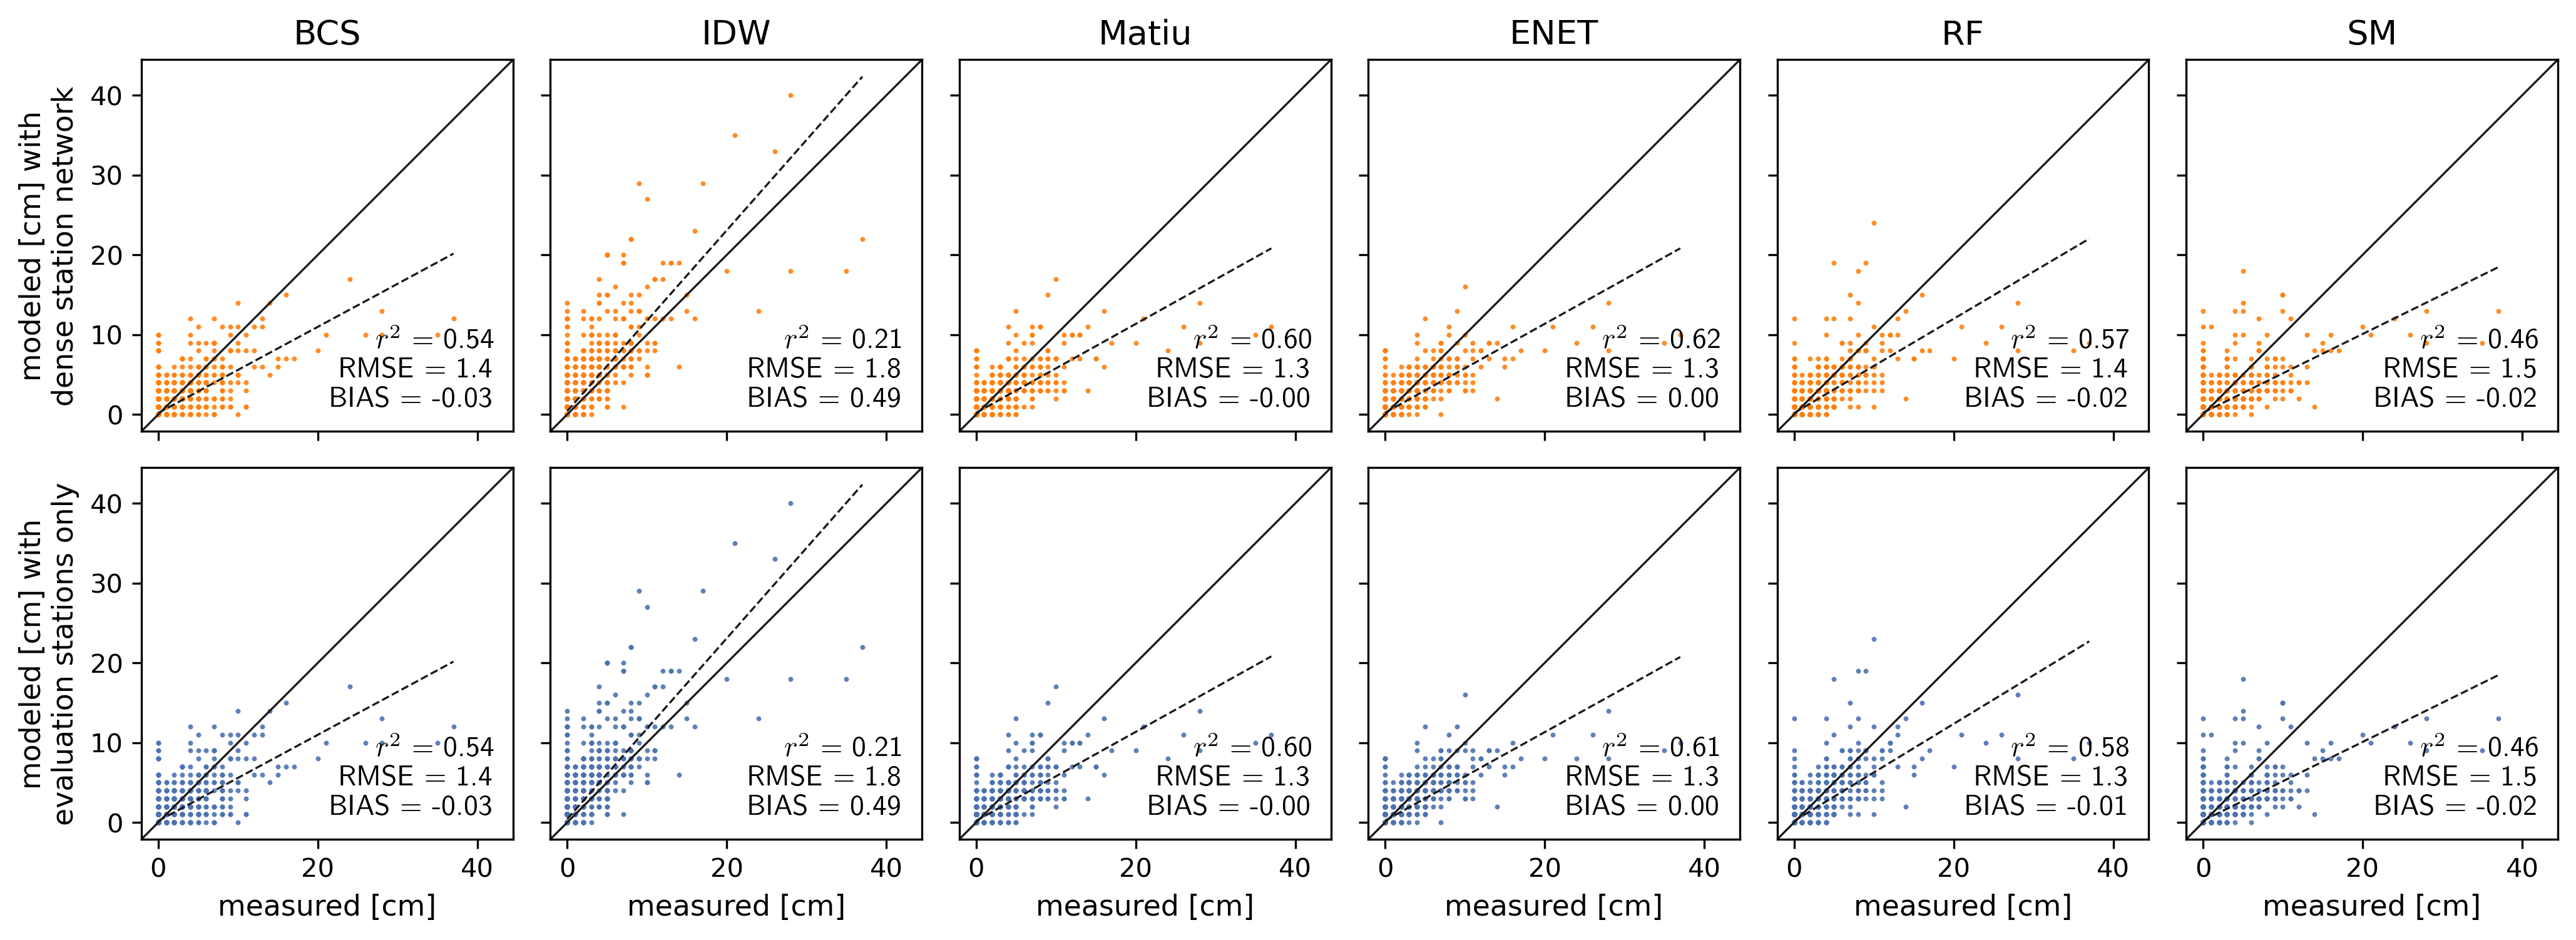 BCS IDW Matiu ENET RF SM
modeled [cm] with
dense station network
40
30
20
10
0
r² = 0.54
RMSE = 1.4
BIAS = -0.03
r² = 0.21
RMSE = 1.8
BIAS = 0.49
r² = 0.60
RMSE = 1.3
BIAS = -0.00
r² = 0.62
RMSE = 1.3
BIAS = 0.00
r² = 0.57
RMSE = 1.4
BIAS = -0.02
r² = 0.46
RMSE = 1.5
BIAS = -0.02
modeled [cm] with
evaluation stations only
40
30
20
10
0
r² = 0.54
RMSE = 1.4
BIAS = -0.03
r² = 0.21
RMSE = 1.8
BIAS = 0.49
r² = 0.60
RMSE = 1.3
BIAS = -0.00
r² = 0.61
RMSE = 1.3
BIAS = 0.00
r² = 0.58
RMSE = 1.3
BIAS = -0.01
r² = 0.46
RMSE = 1.5
BIAS = -0.02
0 20 40 0 20 40 0 20 40 0 20 40 0 20 40 0 20 40
measured [cm] measured [cm] measured [cm] measured [cm] measured [cm] measured [cm]